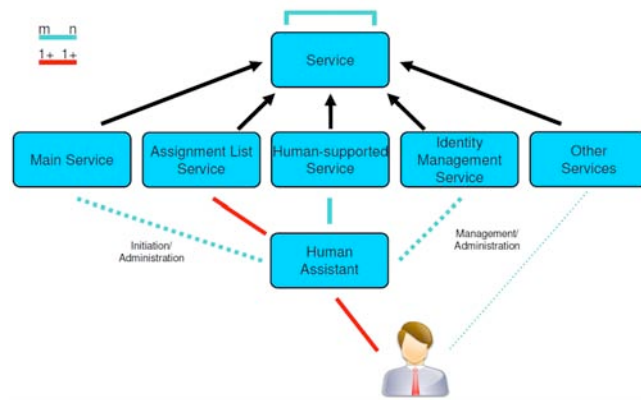 m n
1+ 1+
Service
Main Service
Assignment List
Service
Human-supported
Service
Identity
Management
Service
Other
Services
Initiation/
Administration
Management/
Administration
Human
Assistant